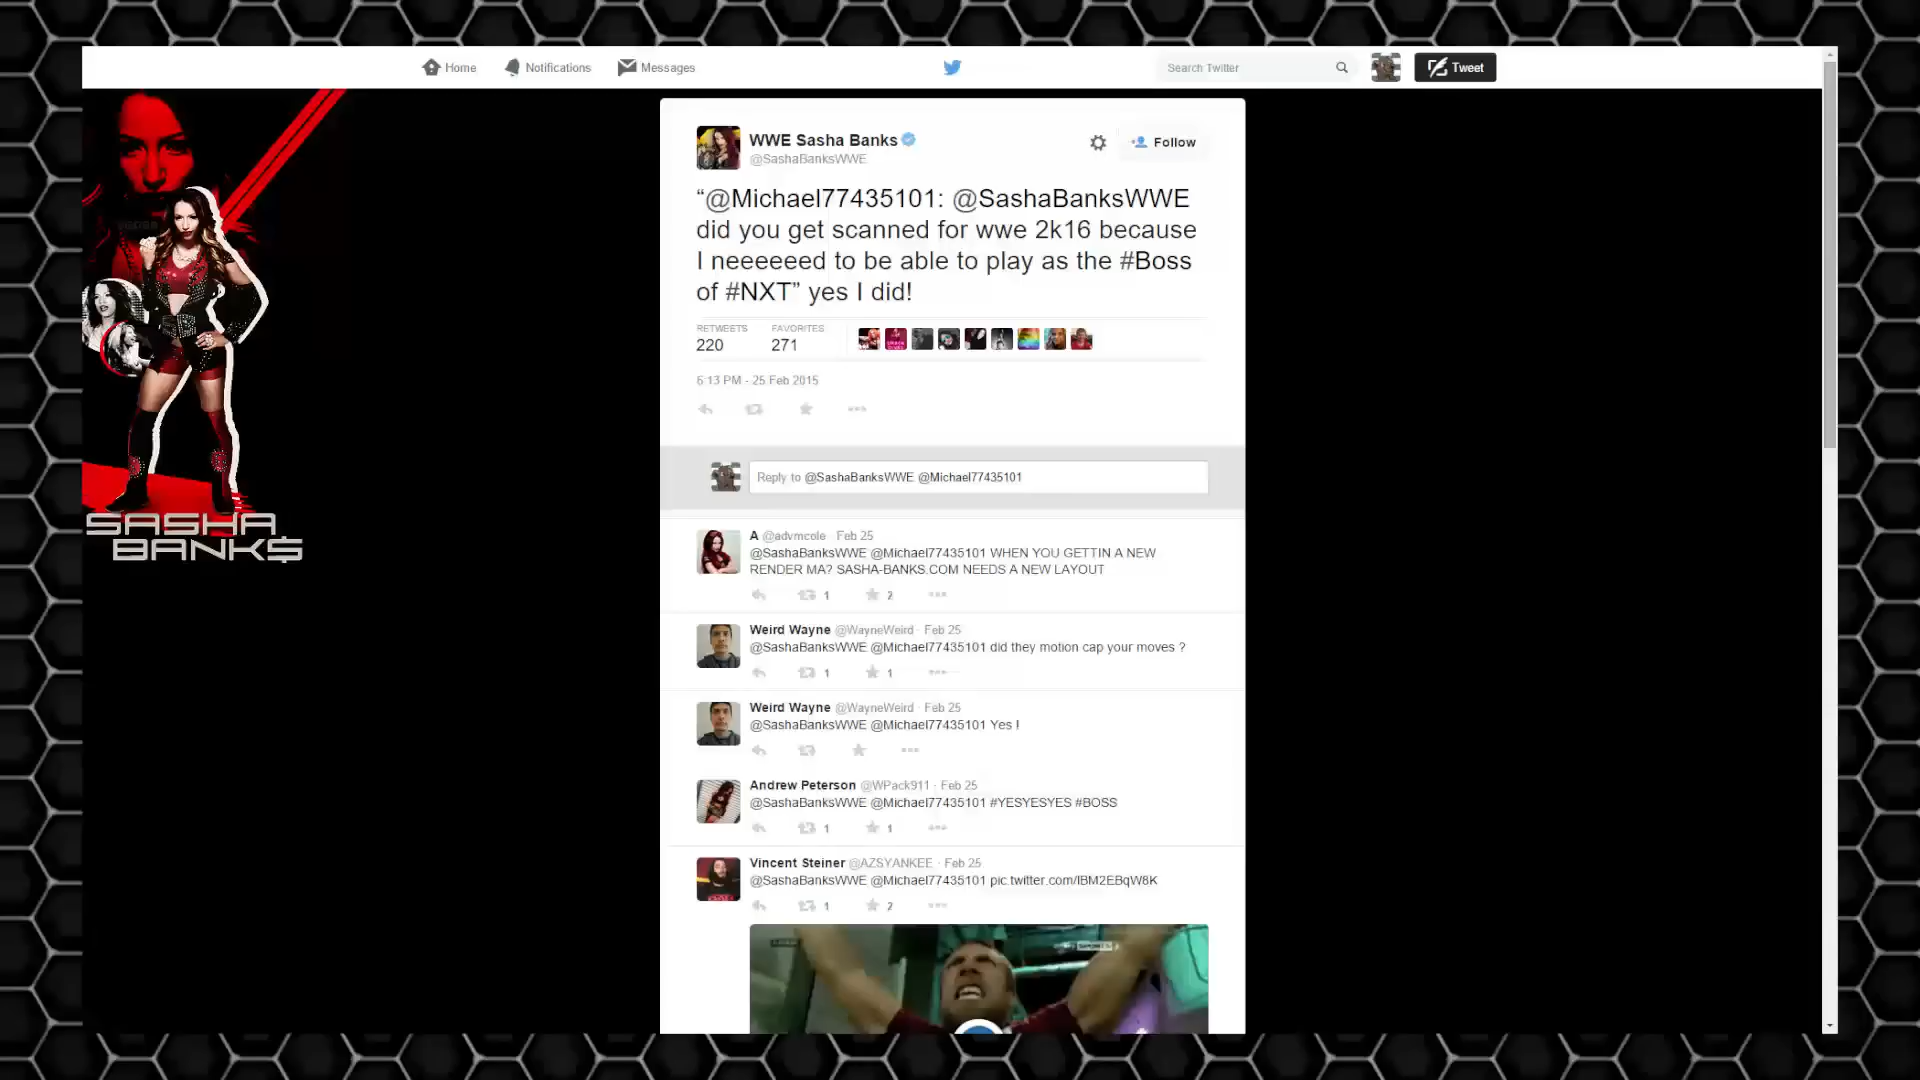 Home
Notifications
Messages
Search Twitter
Tweet
SASHA
BANK$
WWE Sasha Banks
@SashaBanksWWE
Follow
“@Michael77435101: @SashaBanksWWE
did you get scanned for wwe 2k16 because
I neeeeeed to be able to play as the #Boss
of #NXT” yes I did!
RETWEETS
220
FAVORITES
271
6:13 PM - 25 Feb 2015
Reply to @SashaBanksWWE @Michael77435101
A @advmcole · Feb 25
@SashaBanksWWE @Michael77435101 WHEN YOU GETTIN A NEW
RENDER MA? SASHA-BANKS.COM NEEDS A NEW LAYOUT
1
2
Weird Wayne @WayneWeird · Feb 25
@SashaBanksWWE @Michael77435101 did they motion cap your moves ?
1
1
Weird Wayne @WayneWeird · Feb 25
@SashaBanksWWE @Michael77435101 Yes !
Andrew Peterson @WPack911 · Feb 25
@SashaBanksWWE @Michael77435101 #YESYESYES #BOSS
1
1
Vincent Steiner @AZSYANKEE · Feb 25
@SashaBanksWWE @Michael77435101 pic.twitter.com/IBM2EBqW8K
1
2